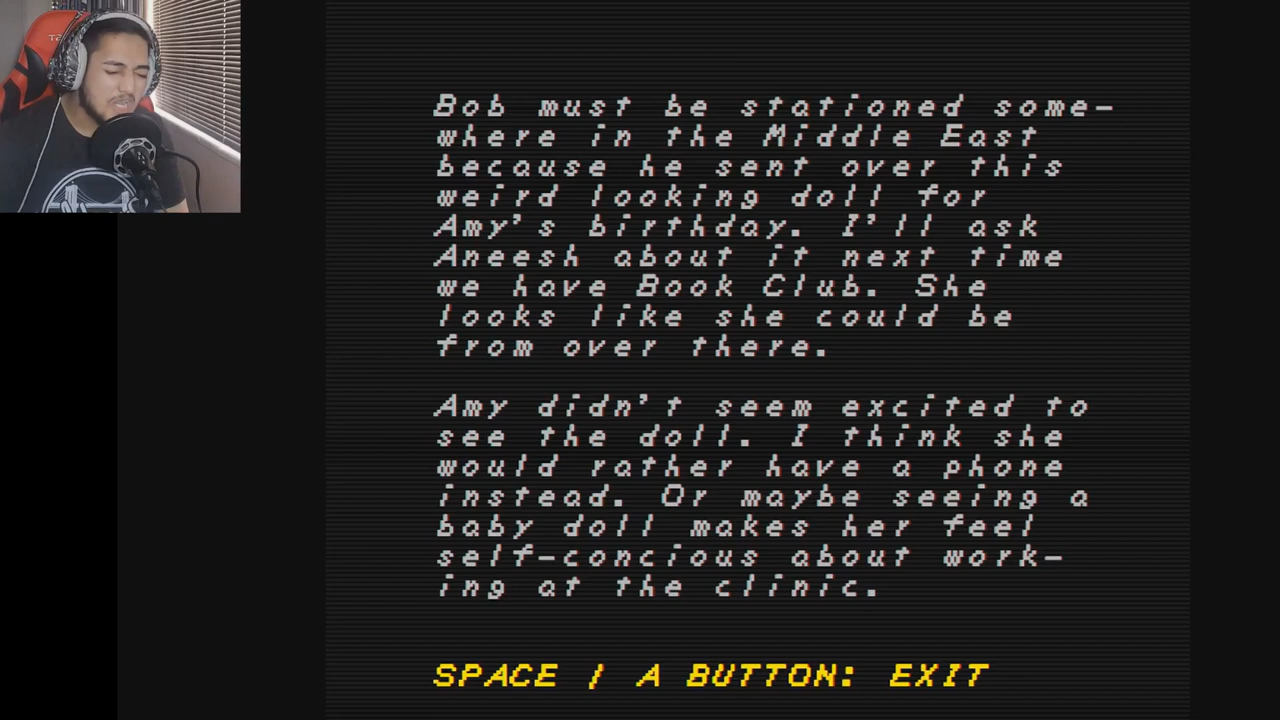 Bob must be stationed some-
where in the Middle East
because he sent over this
weird looking doll for
Amy's birthday. I'll ask
Aneesh about it next time
we have Book Club. She
looks like she could be
from over there.
Amy didn't seem excited to
see the doll. I think she
would rather have a phone
instead. Or maybe seeing a
baby doll makes her feel
self-concious about work-
ing at the clinic.
SPACE / A BUTTON: EXIT